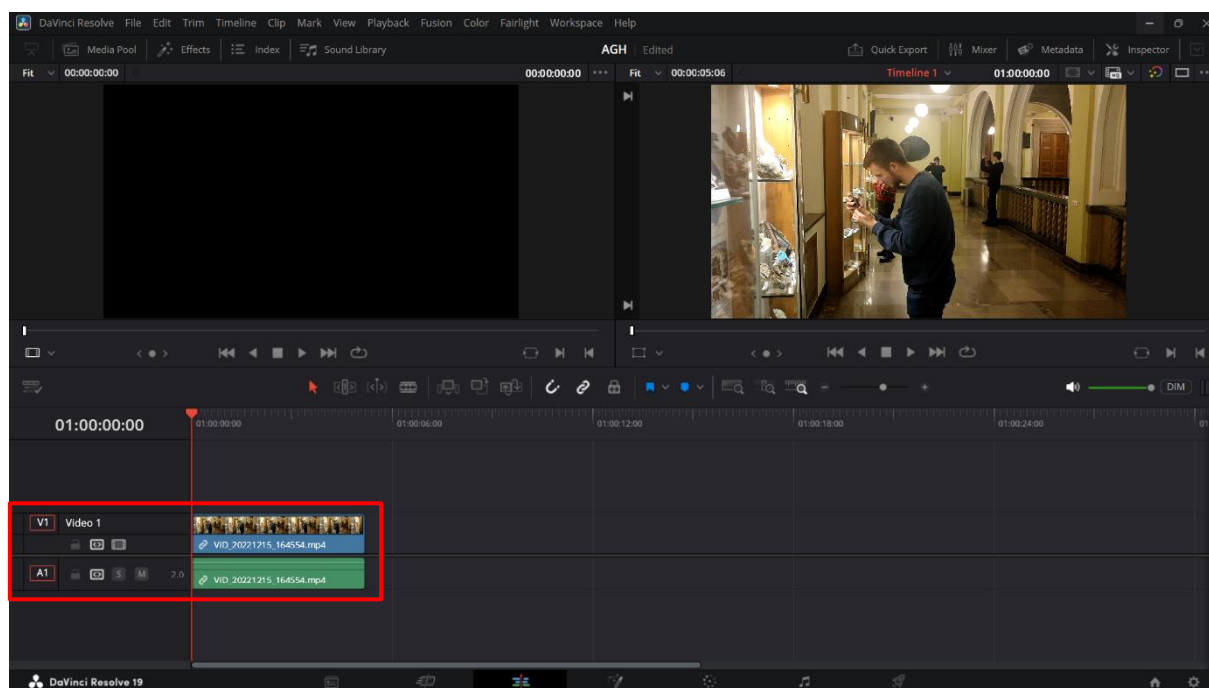 DaVinci Resolve File Edit Trim Timeline Clip Mark View Playback Fusion Color Fairlight Workspace Help
Media Pool Effects Index Sound Library AGH Edited Quick Export Mixer Metadata Inspector
Fit 00:00:00:00 00:00:00:00 Fit 00:00:05:06 Timeline 1 01:00:00:00
DIM
01:00:00:00 01:00:00:00 01:00:06:00 01:00:12:00 01:00:18:00 01:00:24:00
V1 Video 1
VID_20221215_164554.mp4
A1 S M 2.0 VID_20221215_164554.mp4
DaVinci Resolve 19